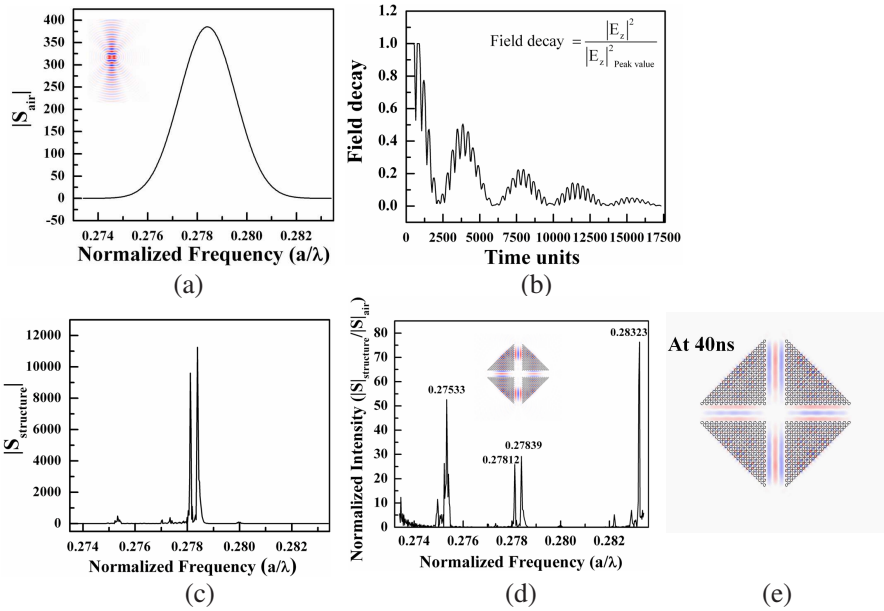 400
350
300
250
200
150
100
50
0
-50
|S_air|
0.274 0.276 0.278 0.280 0.282
Normalized Frequency (a/λ)
(a)
1.2
1.0
0.8
0.6
0.4
0.2
0.0
Field decay
Field decay = |E_z|² / |E_z|² Peak value
0 2500 5000 7500 10000 12500 15000 17500
Time units
(b)
12000
10000
8000
6000
4000
2000
0
|S_structure|
0.274 0.276 0.278 0.280 0.282
Normalized Frequency (a/λ)
(c)
80
70
60
50
40
30
20
10
0
Normalized Intensity (|S|_structure/|S|_air)
0.28323
0.27533
0.27839
0.27812
0.274 0.276 0.278 0.280 0.282
Normalized Frequency (a/λ)
(d)
At 40ns
(e)